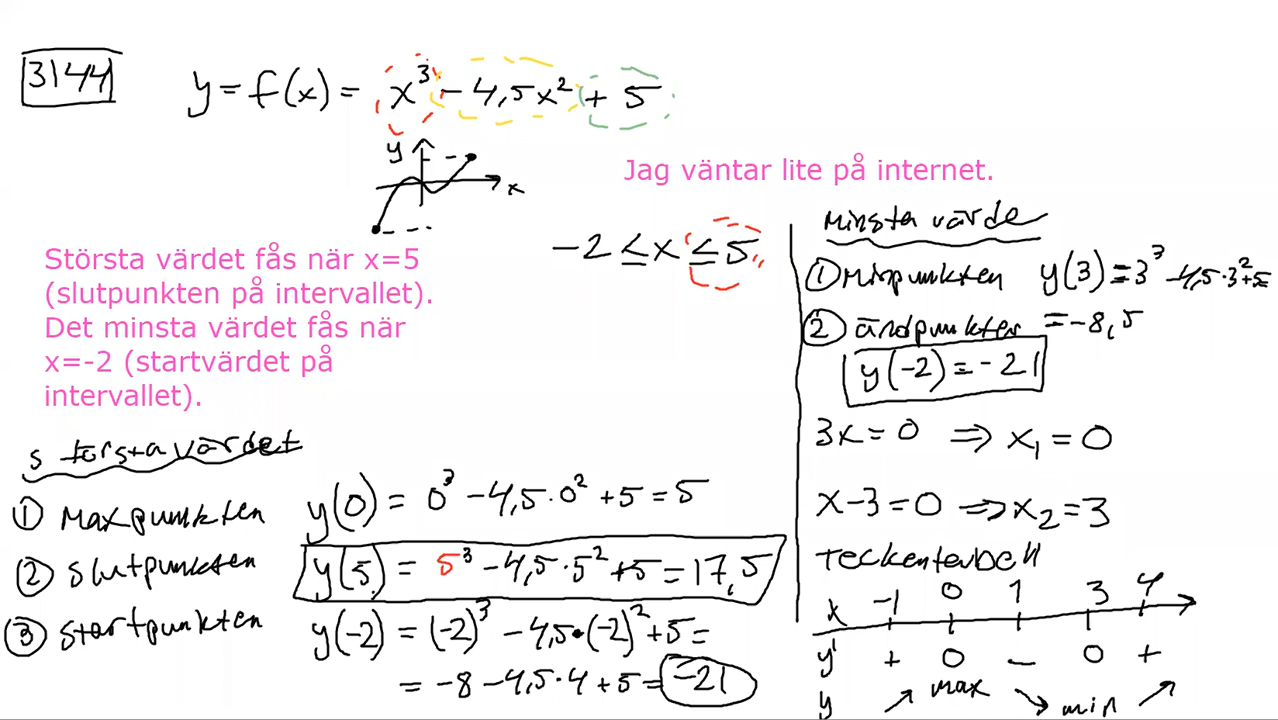 3144
y = f(x) = x³ - 4,5x² + 5
y
x
Jag väntar lite på internet.
-2 ≤ x ≤ 5
Största värdet fås när x=5
(slutpunkten på intervallet).
Det minsta värdet fås när
x=-2 (startvärdet på
intervallet).
s törsta värdet
① Maxpunkten
② Slutpunkten
③ startpunkten
y(0) = 0³ - 4,5·0² + 5 = 5
y(5) = 5³ - 4,5·5² + 5 = 17,5
y(-2) = (-2)³ - 4,5·(-2)² + 5 =
= -8 - 4,5·4 + 5 = -21
Minsta värde
① Minpunkten y(3) = 3³ - 4,5·3² + 5 =
② ändpunkter = -8,5
y(-2) = -21
3x = 0 ⇒ x₁ = 0
x - 3 = 0 ⇒ x₂ = 3
Teckentabell
x -1 0 1 3 4
y' + 0 - 0 +
y ↗ max ↘ min ↗